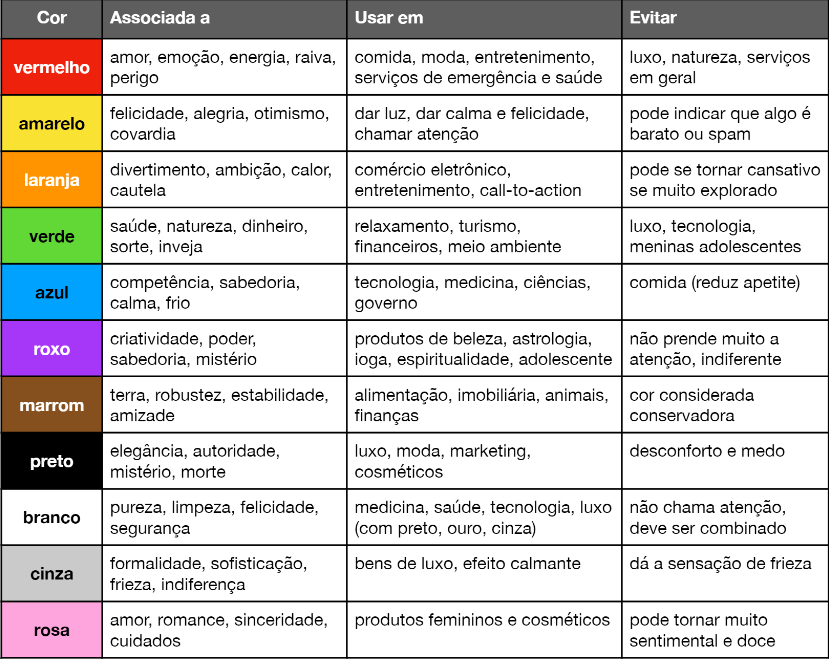 Cor Associada a Usar em Evitar
vermelho
amor, emoção, energia, raiva,
perigo
comida, moda, entretenimento,
serviços de emergência e saúde
luxo, natureza, serviços
em geral
amarelo
felicidade, alegria, otimismo,
covardia
dar luz, dar calma e felicidade,
chamar atenção
pode indicar que algo é
barato ou spam
laranja
divertimento, ambição, calor,
cautela
comércio eletrônico,
entretenimento, call-to-action
pode se tornar cansativo
se muito explorado
verde
saúde, natureza, dinheiro,
sorte, inveja
relaxamento, turismo,
financeiros, meio ambiente
luxo, tecnologia,
meninas adolescentes
azul
competência, sabedoria,
calma, frio
tecnologia, medicina, ciências,
governo
comida (reduz apetite)
roxo
criatividade, poder,
sabedoria, mistério
produtos de beleza, astrologia,
ioga, espiritualidade, adolescente
não prende muito a
atenção, indiferente
marrom
terra, robustez, estabilidade,
amizade
alimentação, imobiliária, animais,
finanças
cor considerada
conservadora
preto
elegância, autoridade,
mistério, morte
luxo, moda, marketing,
cosméticos
desconforto e medo
branco
pureza, limpeza, felicidade,
segurança
medicina, saúde, tecnologia, luxo
(com preto, ouro, cinza)
não chama atenção,
deve ser combinado
cinza
formalidade, sofisticação,
frieza, indiferença
bens de luxo, efeito calmante
dá a sensação de frieza
rosa
amor, romance, sinceridade,
cuidados
produtos femininos e cosméticos
pode tornar muito
sentimental e doce